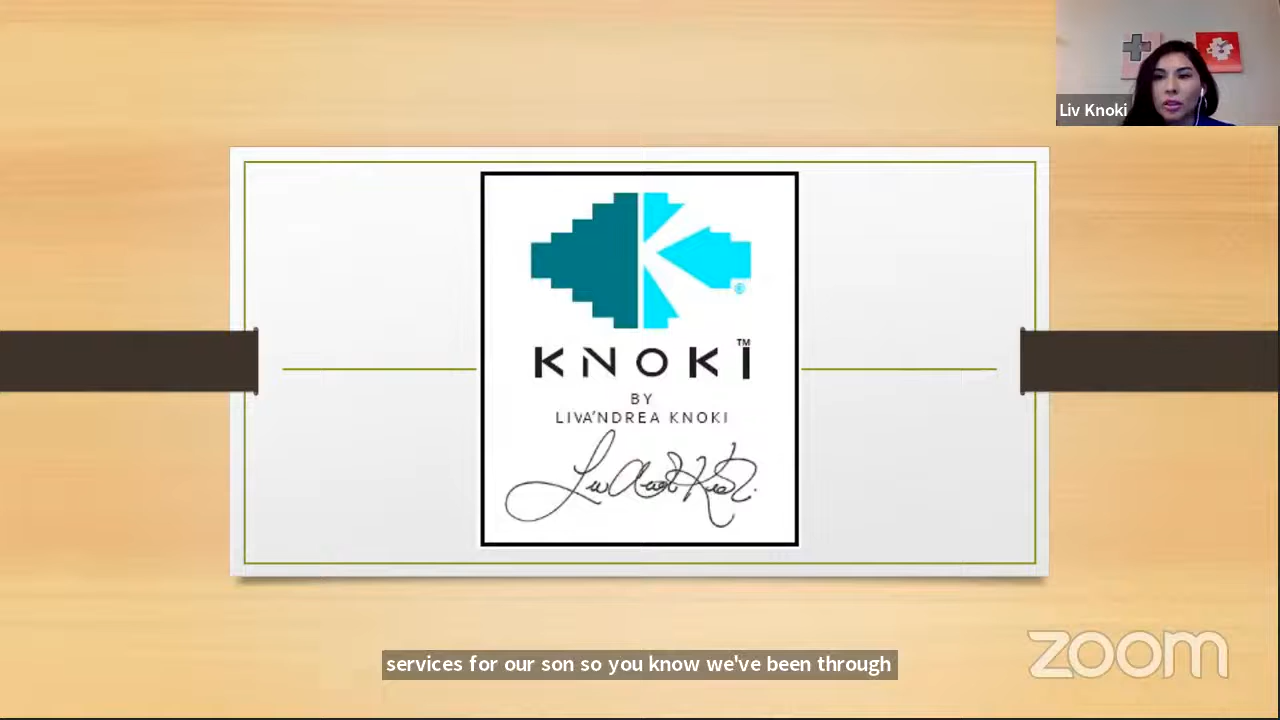 Liv Knoki
K
®
KNOKI™
BY
LIVA'NDREA KNOKI
services for our son so you know we've been through
zoom